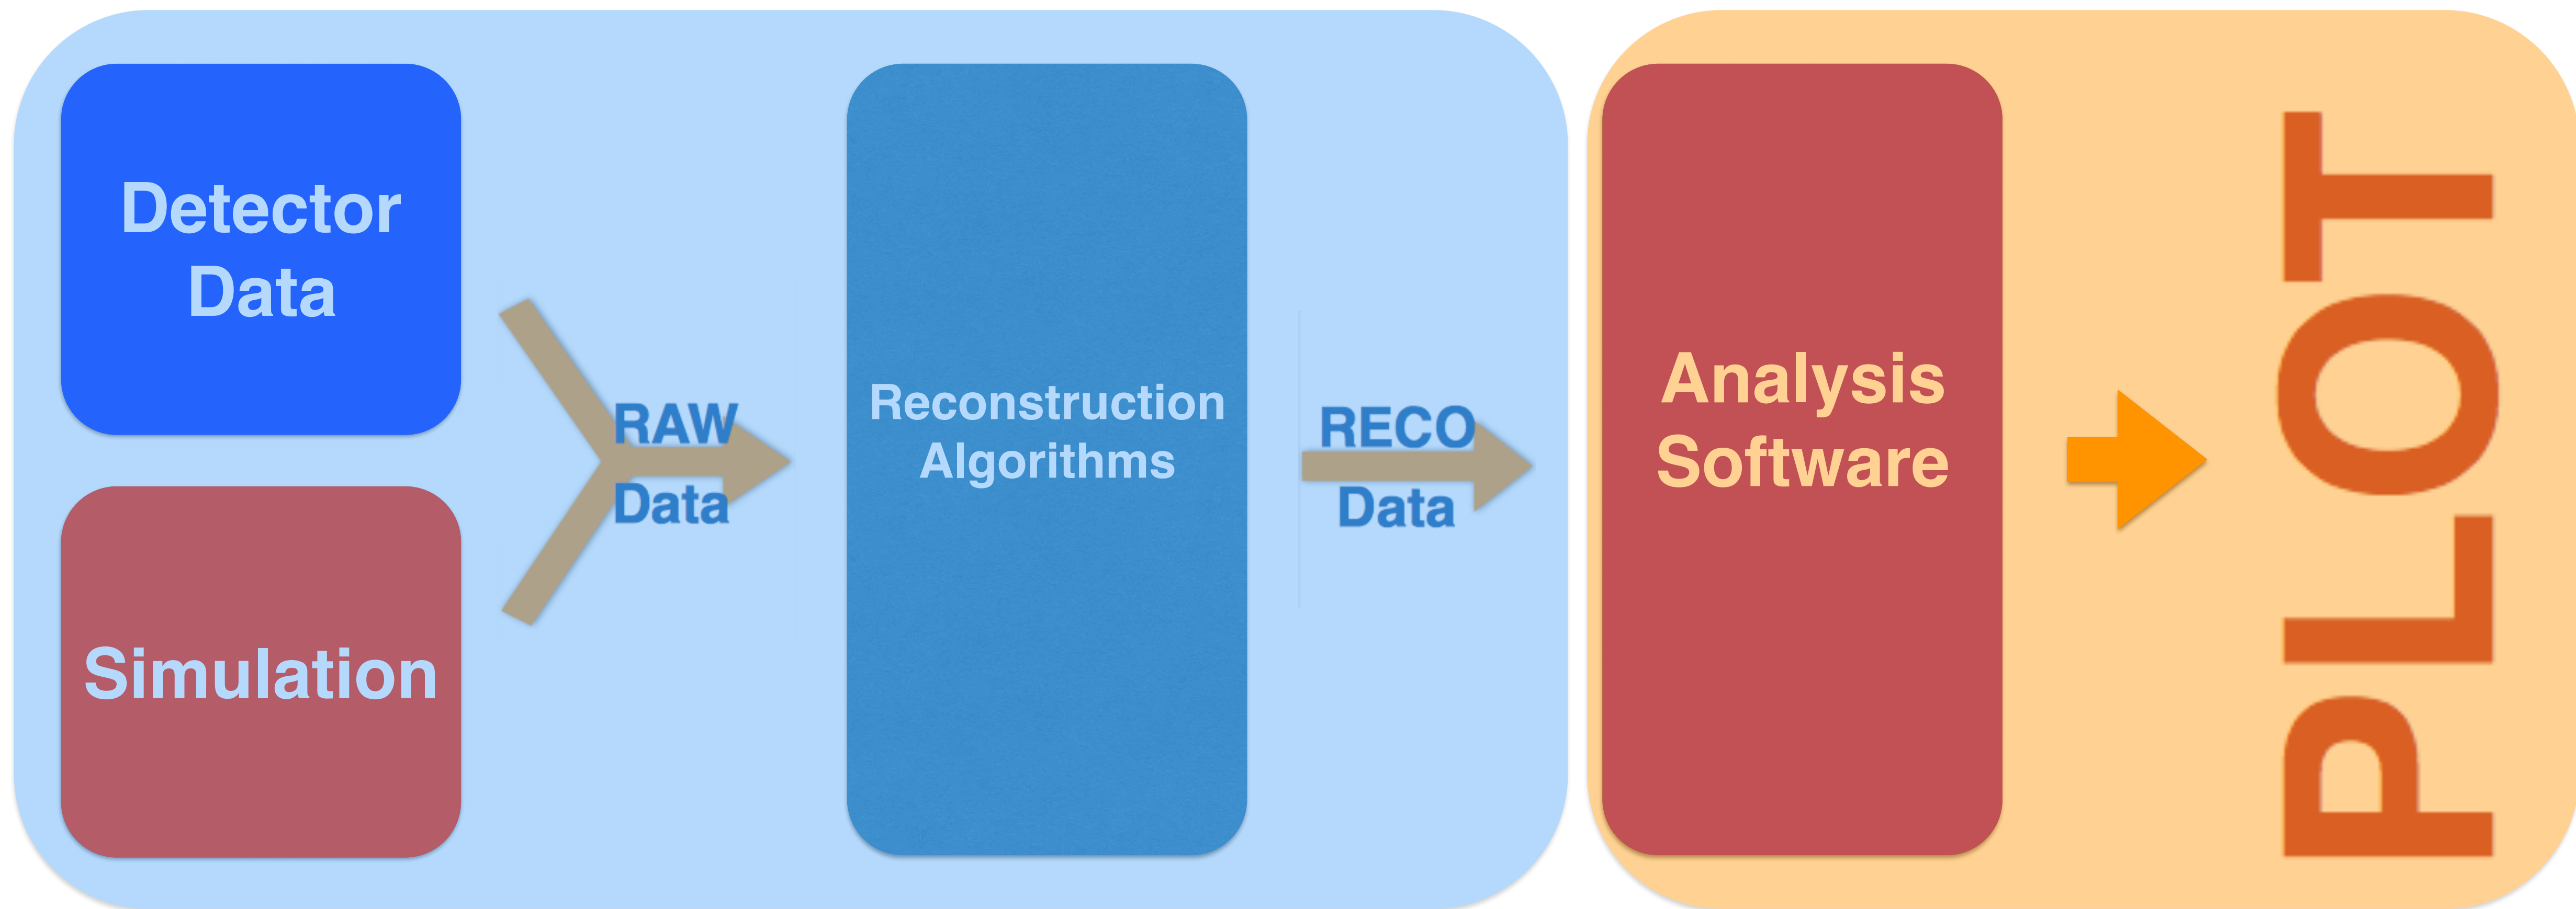 Detector
Data
Simulation
RAW
Data
Reconstruction
Algorithms
RECO
Data
Analysis
Software
PLOT